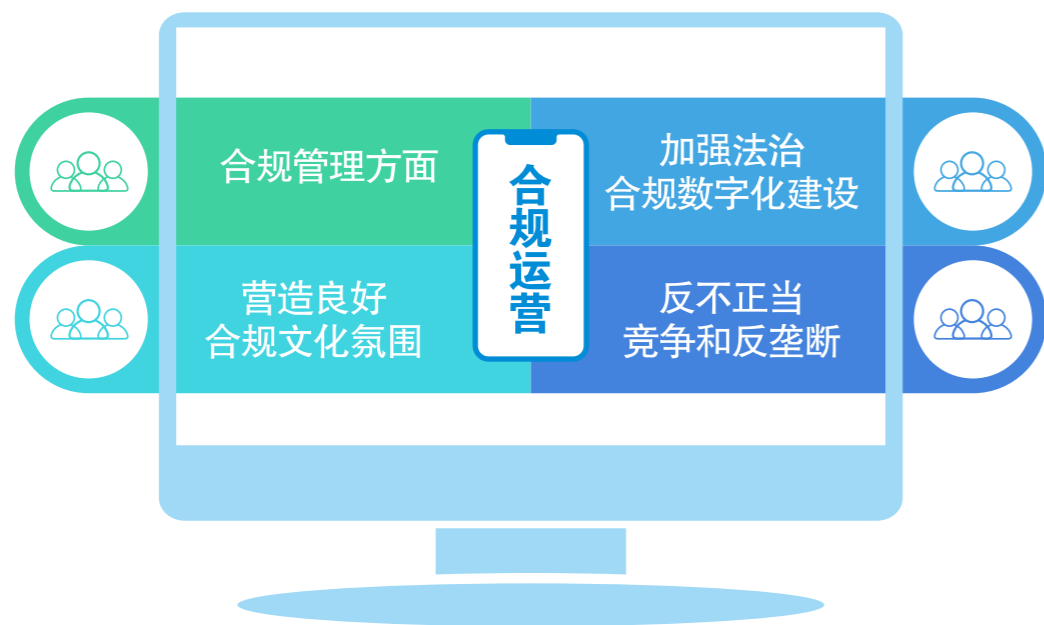 合规管理方面
加强法治
合规数字化建设
合规运营
营造良好
合规文化氛围
反不正当
竞争和反垄断